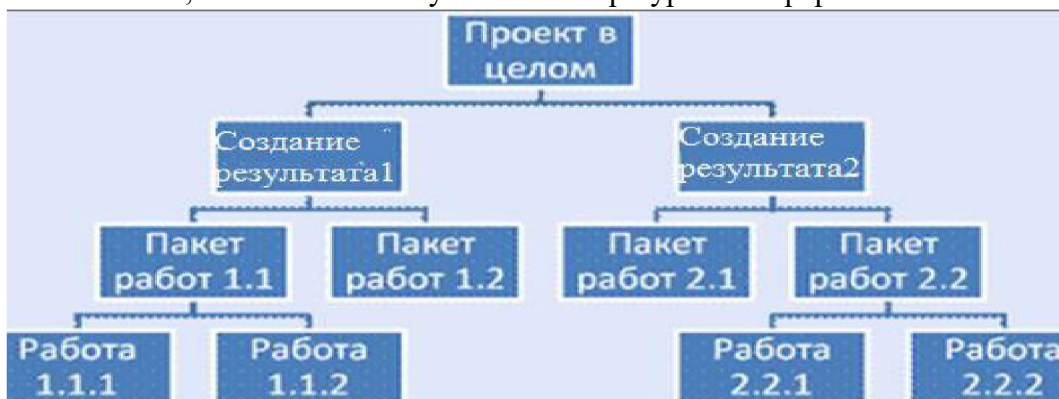 Проект в
целом
Создание
результата1
Создание
результата2
Пакет
работ 1.1
Пакет
работ 1.2
Пакет
работ 2.1
Пакет
работ 2.2
Работа
1.1.1
Работа
1.1.2
Работа
2.2.1
Работа
2.2.2